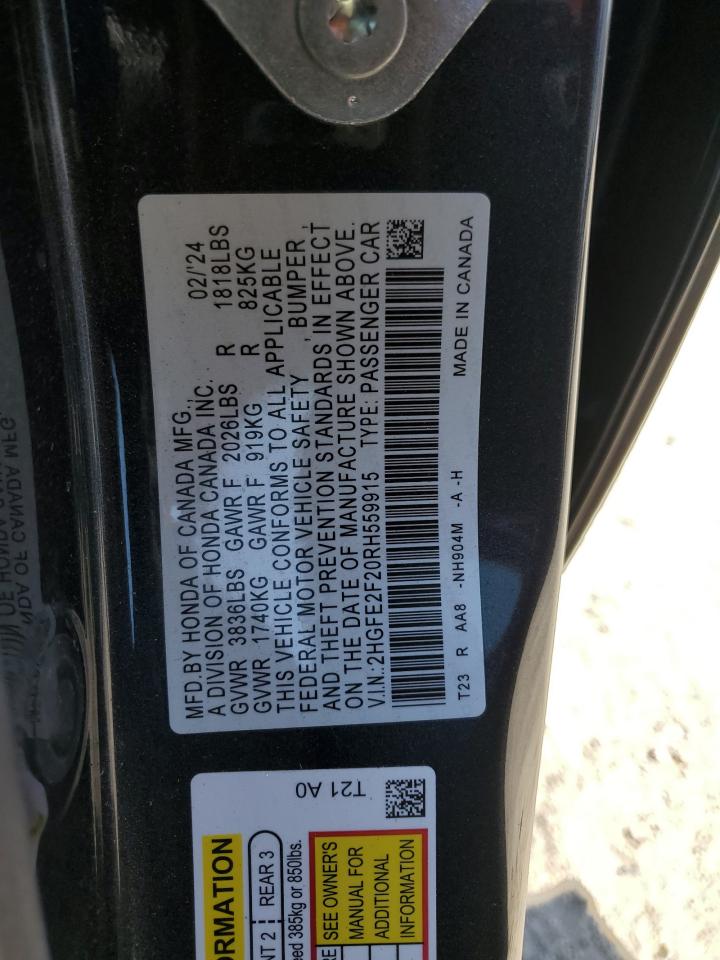 MFD.BY HONDA OF CANADA MFG., 02/'24
A DIVISION OF HONDA CANADA INC.
GVWR 3836LBS GAWR F 2026LBS R 1818LBS
GVWR 1740KG GAWR F 919KG R 825KG
THIS VEHICLE CONFORMS TO ALL APPLICABLE
FEDERAL MOTOR VEHICLE SAFETY , BUMPER ,
AND THEFT PREVENTION STANDARDS IN EFFECT
ON THE DATE OF MANUFACTURE SHOWN ABOVE.
V.I.N.:2HGFE2F20RH559915 TYPE: PASSENGER CAR
T23 R AA8 -NH904M -A -H MADE IN CANADA
T21 A0
REAR 3
385kg or 850lbs.
SEE OWNER'S
MANUAL FOR
ADDITIONAL
INFORMATION